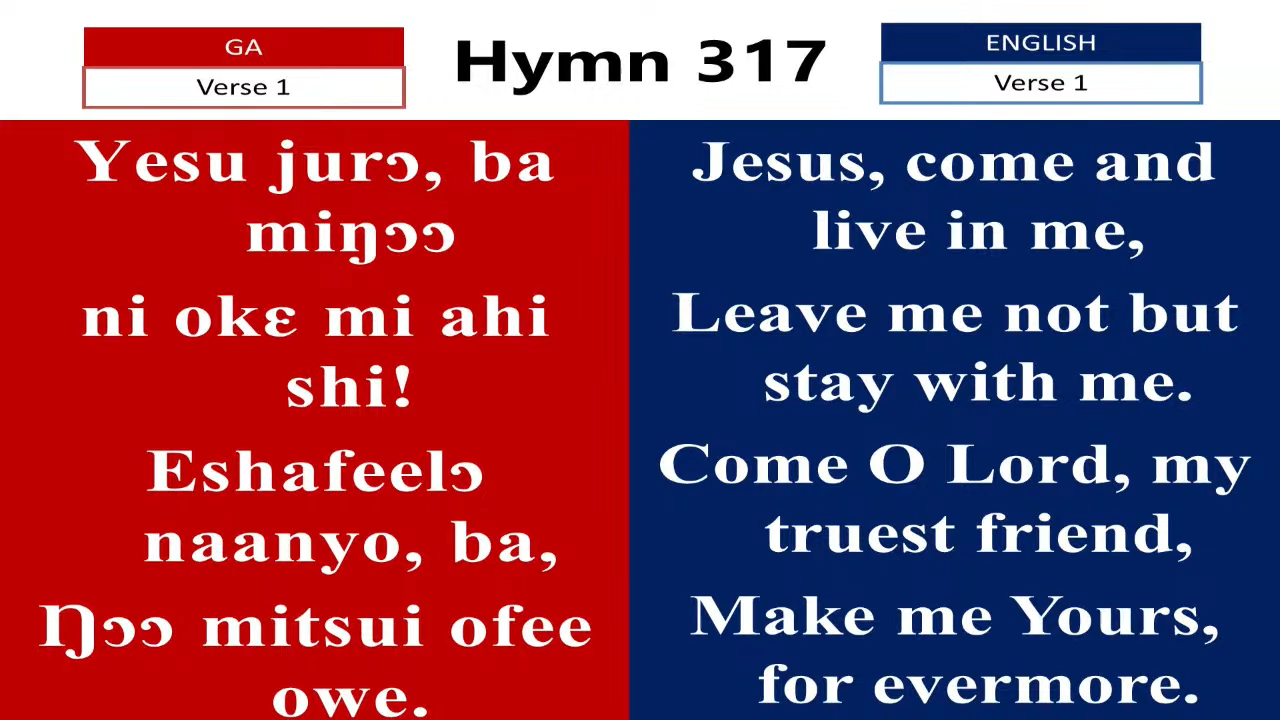 GA
Verse 1
Hymn 317
ENGLISH
Verse 1
Yesu jurɔ, ba
miŋɔɔ
ni okɛ mi ahi
shi!
Eshafeelɔ
naanyo, ba,
Ŋɔɔ mitsui ofee
owe.
Jesus, come and
live in me,
Leave me not but
stay with me.
Come O Lord, my
truest friend,
Make me Yours,
for evermore.